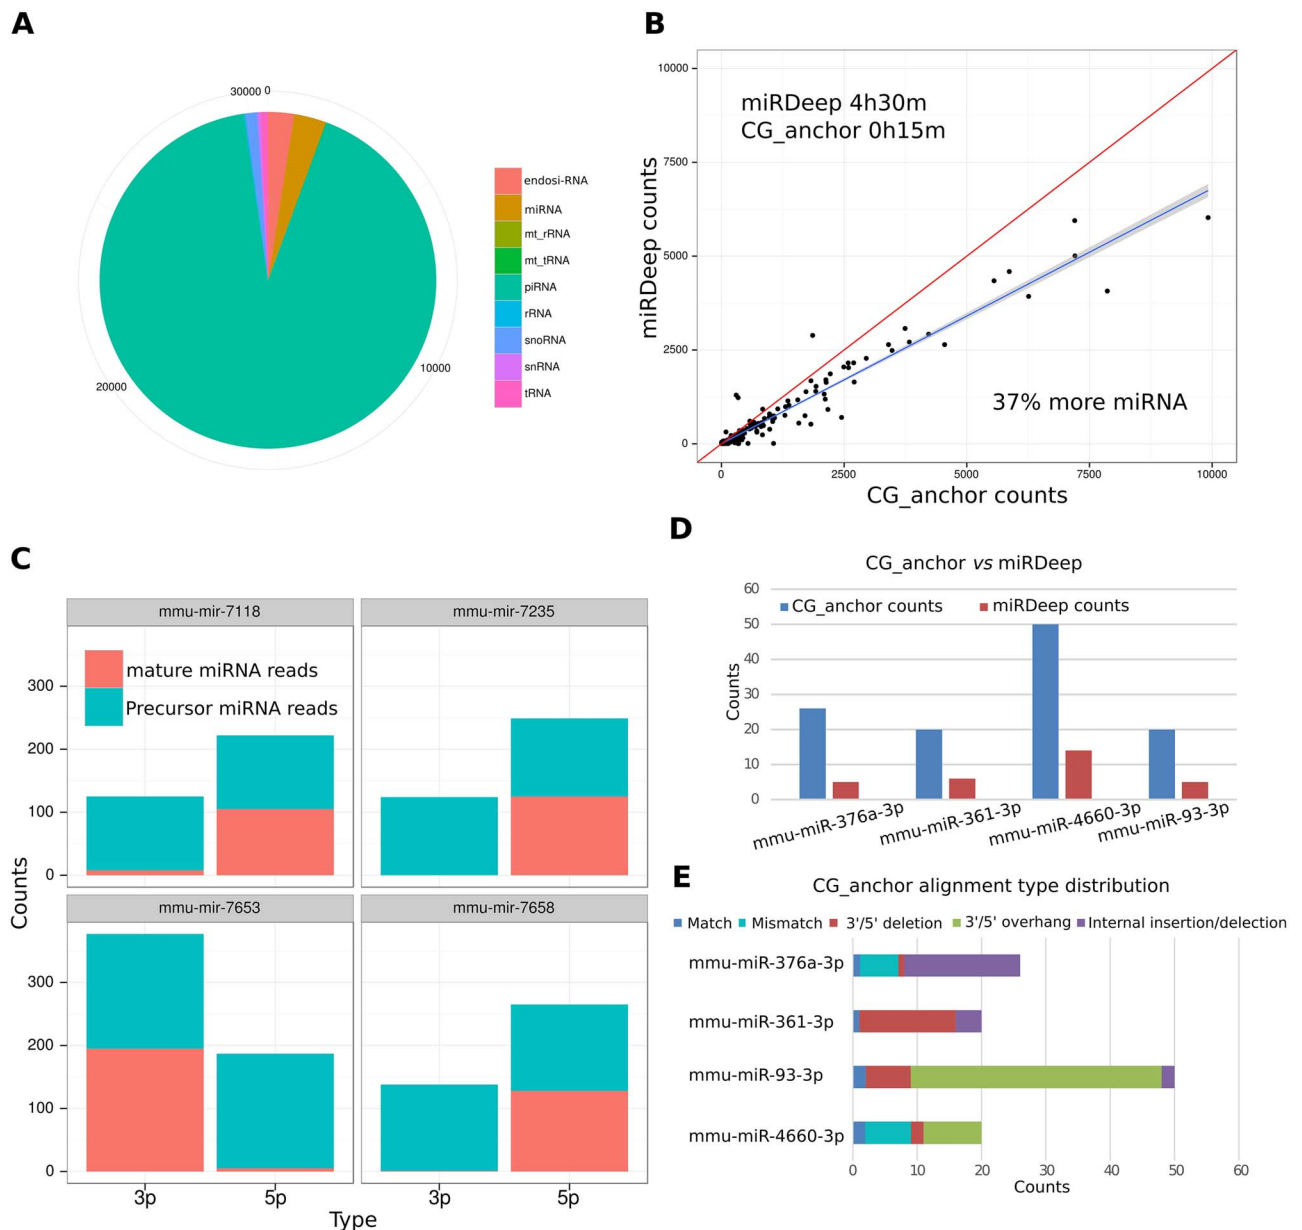 A
30000 0
20000
10000
endosi-RNA
miRNA
mt_rRNA
mt_tRNA
piRNA
rRNA
snoRNA
snRNA
tRNA
B
miRDeep 4h30m
CG_anchor 0h15m
37% more miRNA
10000
7500
5000
2500
0
miRDeep counts
0 2500 5000 7500 10000
CG_anchor counts
C
mmu-mir-7118
mmu-mir-7235
mature miRNA reads
Precursor miRNA reads
300
200
100
0
mmu-mir-7653
mmu-mir-7658
300
200
100
0
Counts
3p 5p 3p 5p
Type
D
CG_anchor vs miRDeep
CG_anchor counts miRDeep counts
60
50
40
30
20
10
0
Counts
mmu-miR-376a-3p
mmu-miR-361-3p
mmu-miR-4660-3p
mmu-miR-93-3p
E
CG_anchor alignment type distribution
Match Mismatch 3'/5' deletion 3'/5' overhang Internal insertion/delection
mmu-miR-376a-3p
mmu-miR-361-3p
mmu-miR-93-3p
mmu-miR-4660-3p
0 10 20 30 40 50 60
Counts